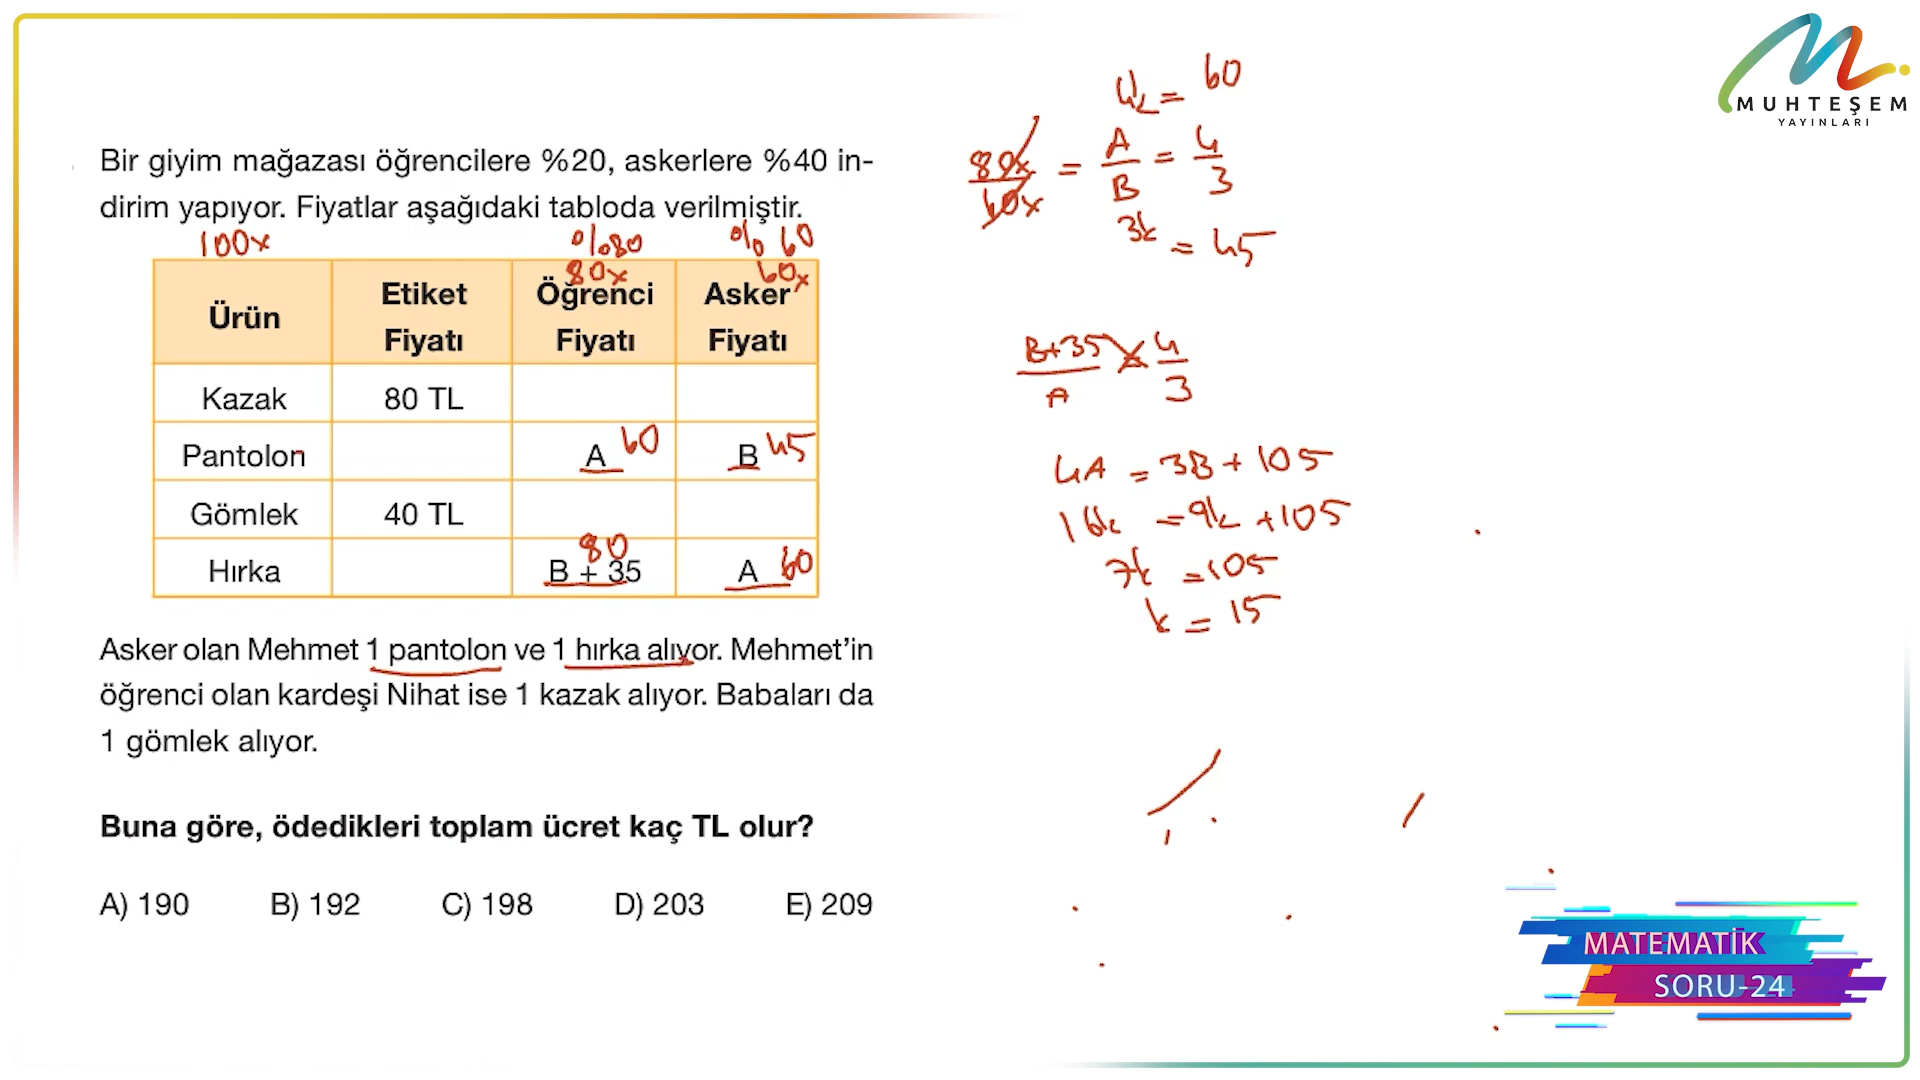 MUHTEŞEM
YAYINLARI
Bir giyim mağazası öğrencilere %20, askerlere %40 in-
dirim yapıyor. Fiyatlar aşağıdaki tabloda verilmiştir.
100x %80 %60
80x 60x
Ürün Etiket Fiyatı Öğrenci Fiyatı Asker Fiyatı
Kazak 80 TL
Pantolon A 60 B 45
Gömlek 40 TL
Hırka B + 35 80 A 60
Asker olan Mehmet 1 pantolon ve 1 hırka alıyor. Mehmet'in
öğrenci olan kardeşi Nihat ise 1 kazak alıyor. Babaları da
1 gömlek alıyor.
Buna göre, ödedikleri toplam ücret kaç TL olur?
A) 190 B) 192 C) 198 D) 203 E) 209
4k = 60
80x/60x = A/B = 4/3
3k = 45
B+35/A 4/3
4A = 3B + 105
16k = 9k + 105
7k = 105
k = 15
MATEMATİK
SORU-24